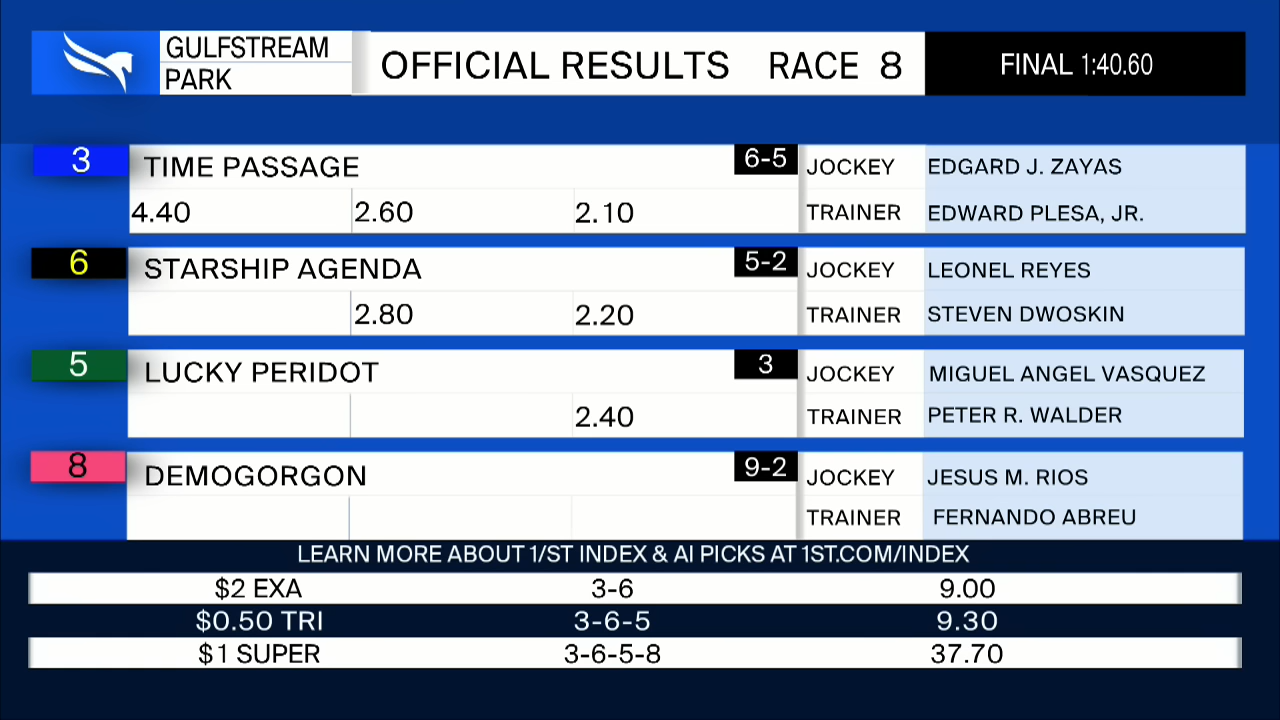 GULFSTREAM
PARK
OFFICIAL RESULTS RACE 8
FINAL 1:40.60
3 TIME PASSAGE 6-5 JOCKEY EDGARD J. ZAYAS
4.40 2.60 2.10 TRAINER EDWARD PLESA, JR.
6 STARSHIP AGENDA 5-2 JOCKEY LEONEL REYES
2.80 2.20 TRAINER STEVEN DWOSKIN
5 LUCKY PERIDOT 3 JOCKEY MIGUEL ANGEL VASQUEZ
2.40 TRAINER PETER R. WALDER
8 DEMOGORGON 9-2 JOCKEY JESUS M. RIOS
TRAINER FERNANDO ABREU
LEARN MORE ABOUT 1/ST INDEX & AI PICKS AT 1ST.COM/INDEX
$2 EXA 3-6 9.00
$0.50 TRI 3-6-5 9.30
$1 SUPER 3-6-5-8 37.70